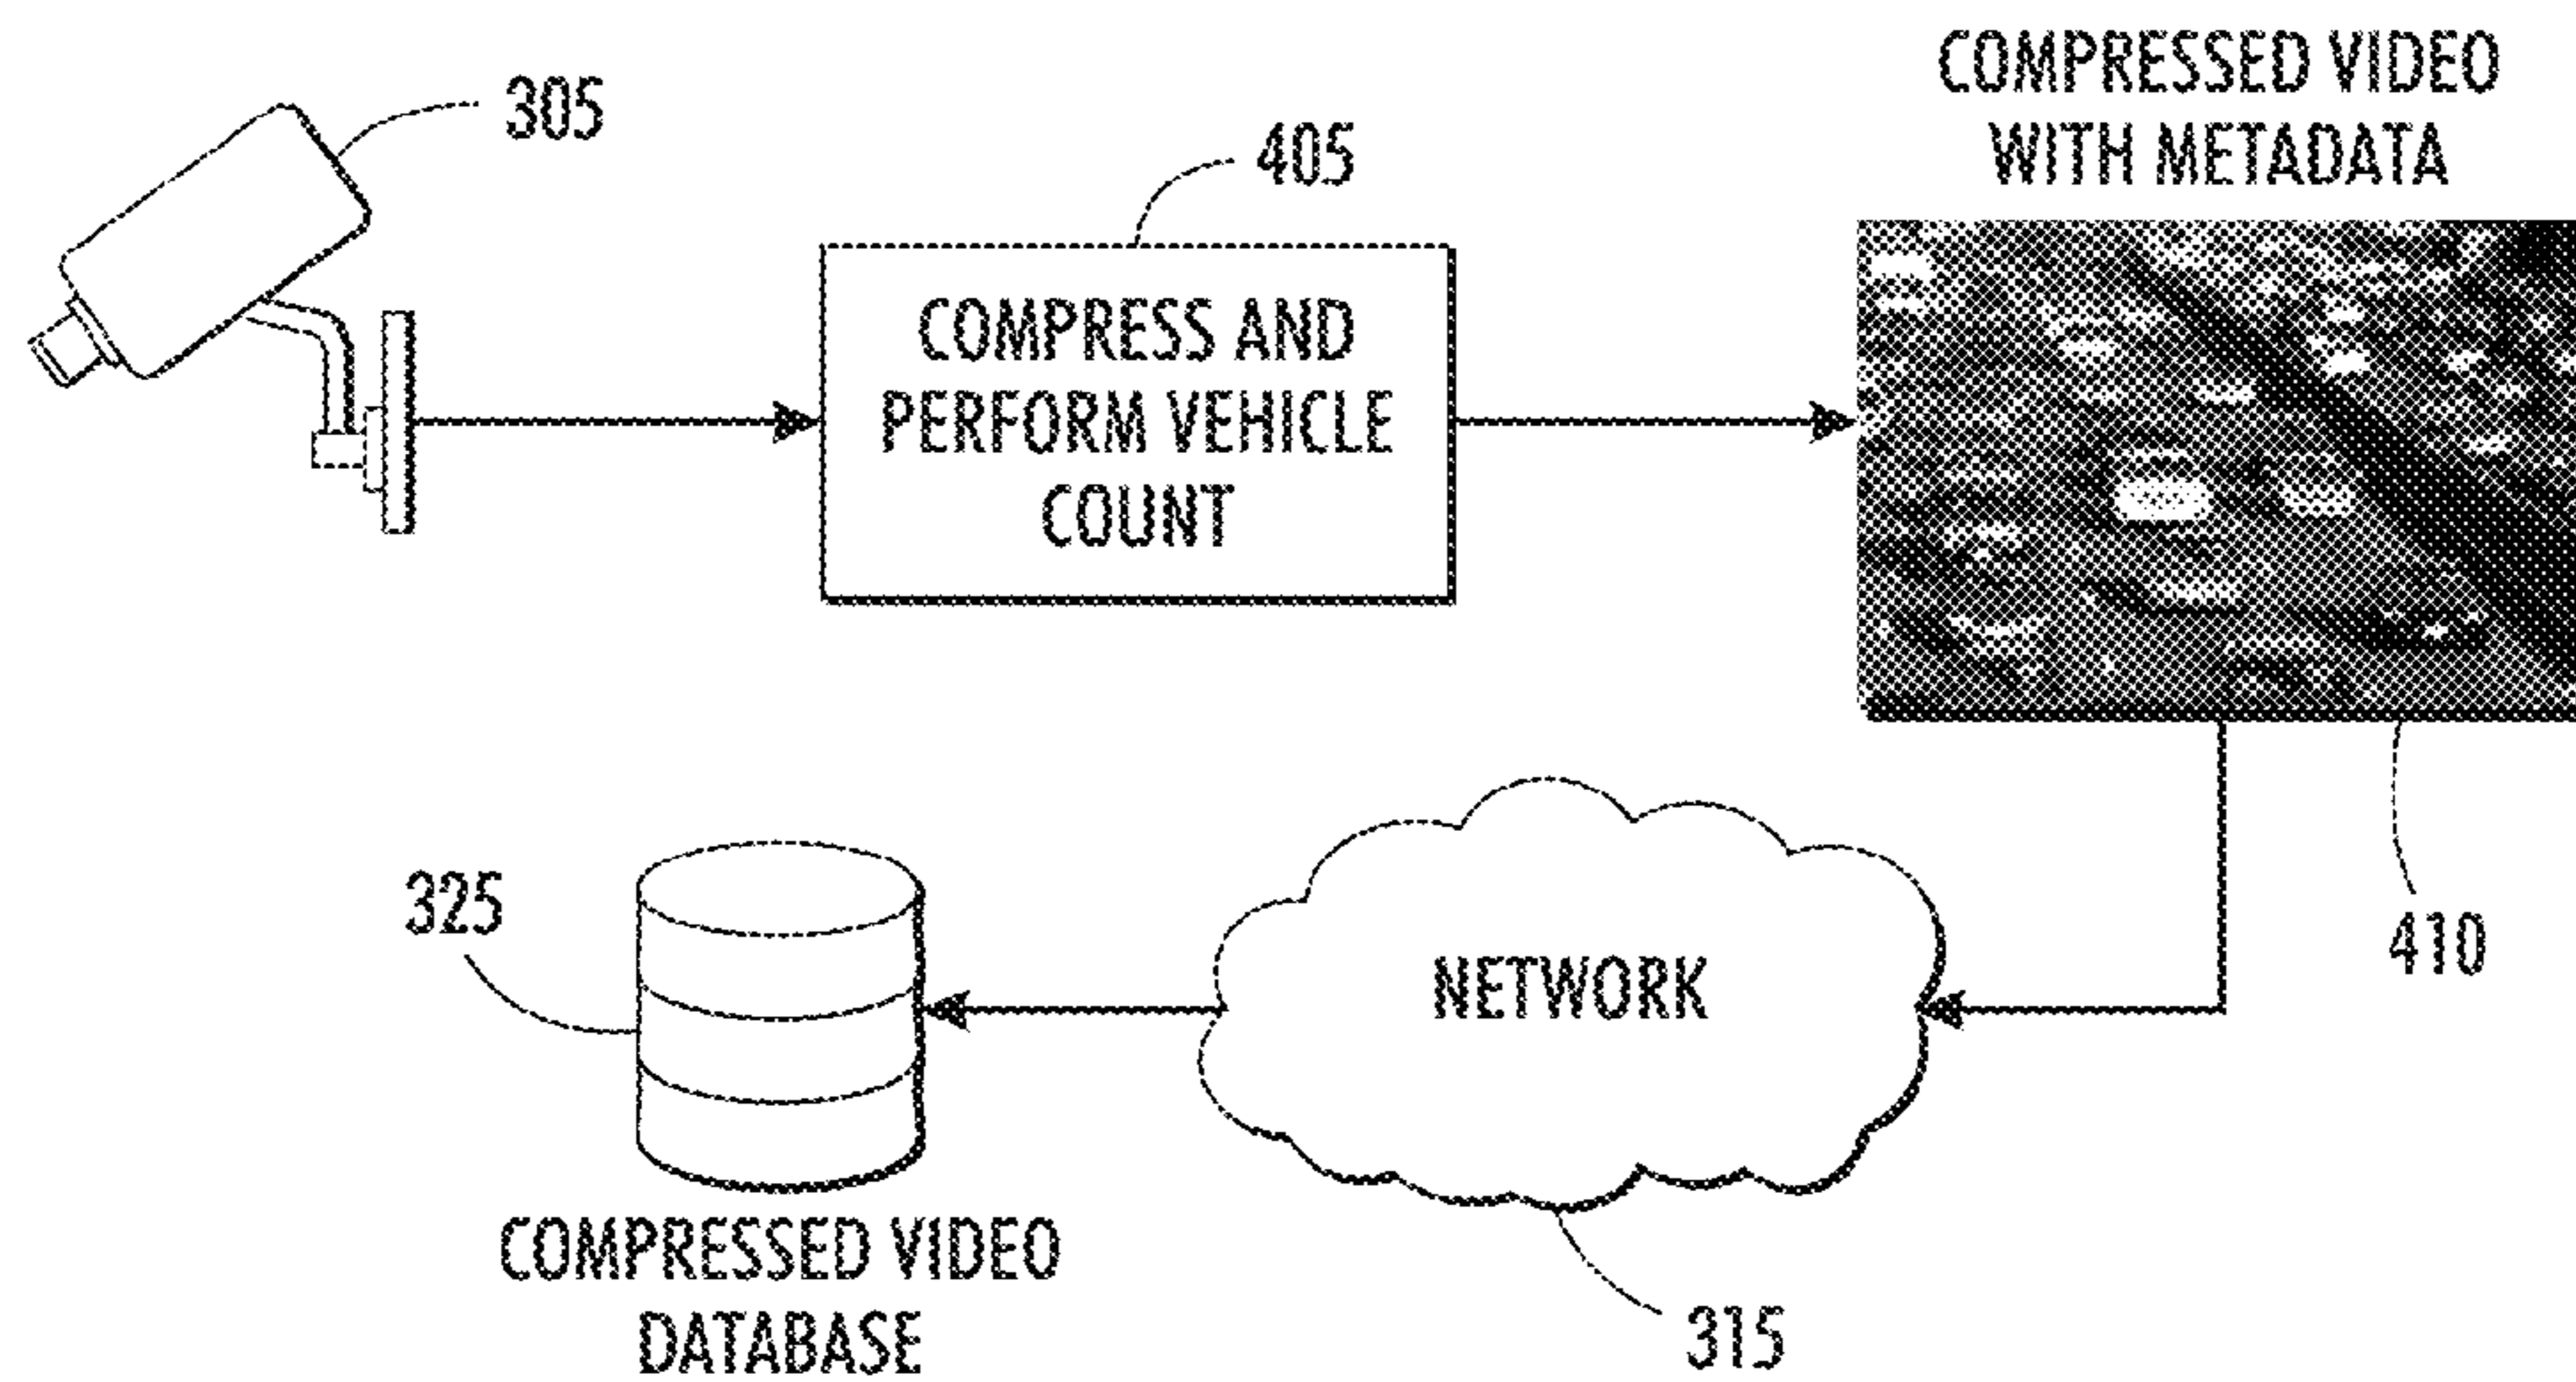 305
405
COMPRESS AND
PERFORM VEHICLE
COUNT
COMPRESSED VIDEO
WITH METADATA
410
NETWORK
315
325
COMPRESSED VIDEO
DATABASE